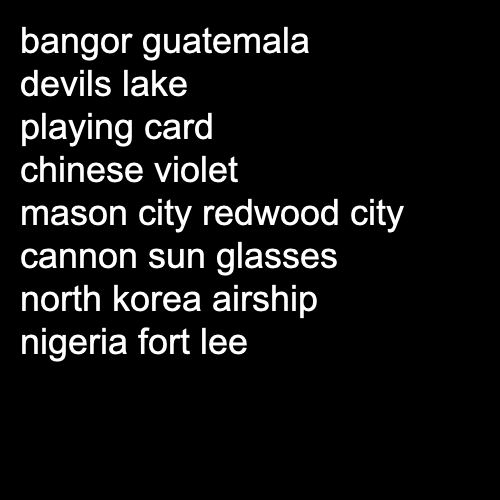 bangor guatemala
devils lake
playing card
chinese violet
mason city redwood city
cannon sun glasses
north korea airship
nigeria fort lee